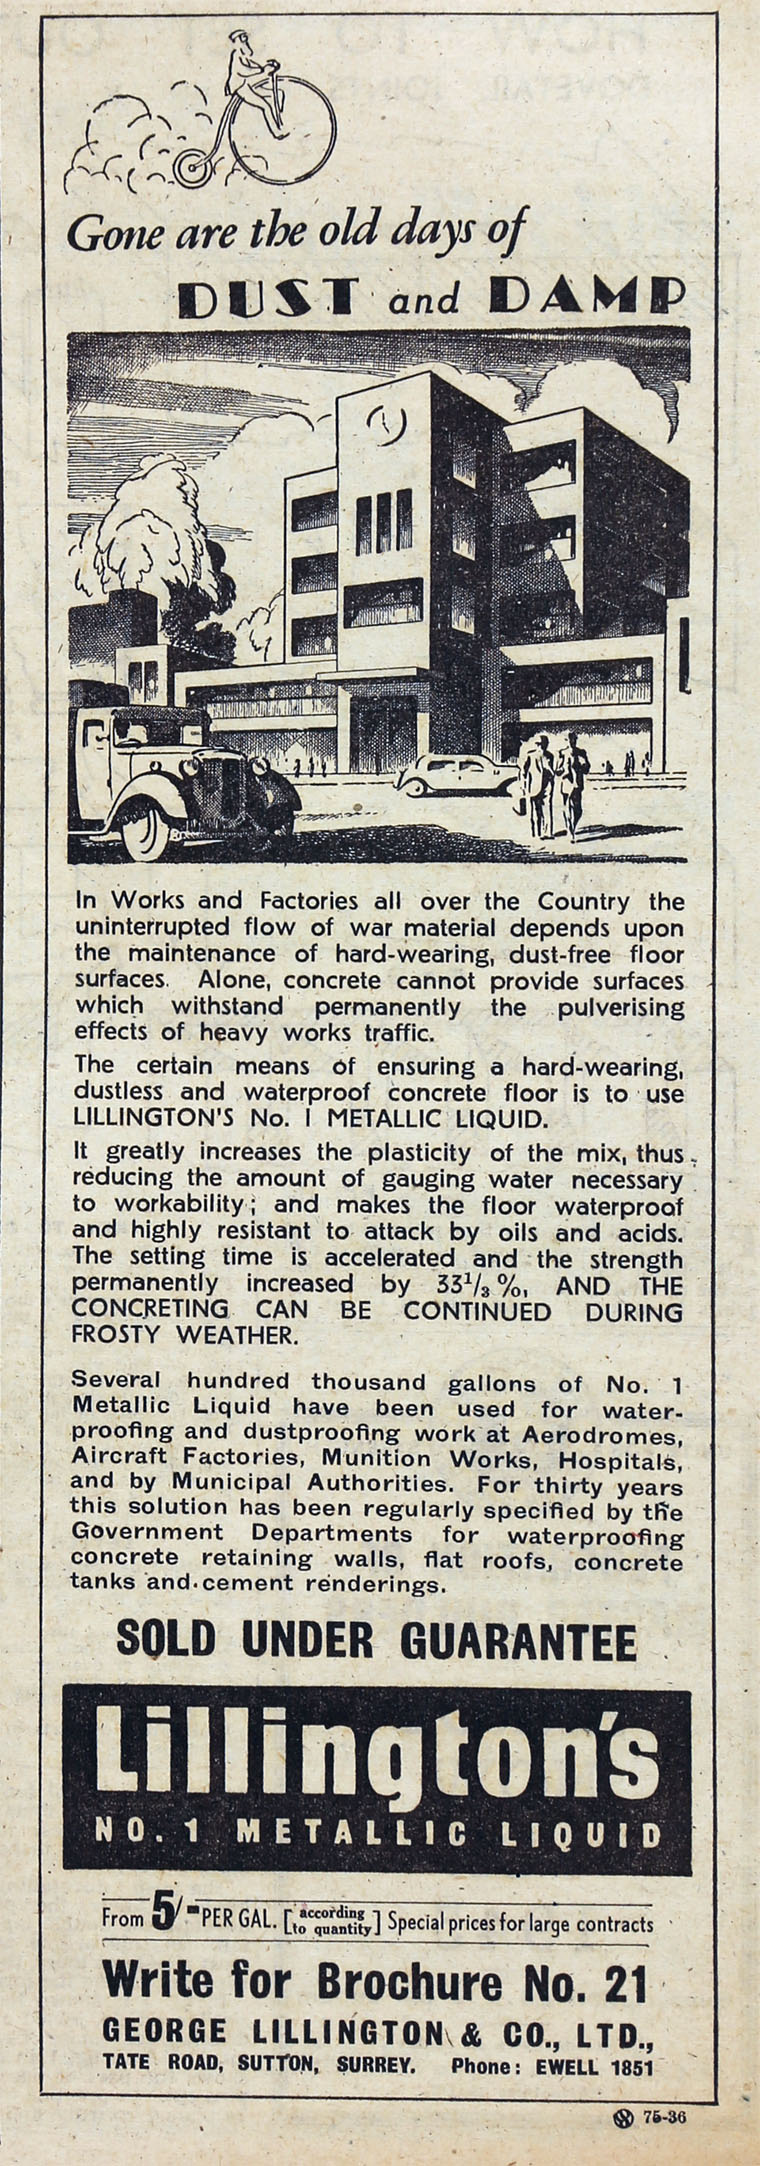 Gone are the old days of
DUST and DAMP
In Works and Factories all over the Country the
uninterrupted flow of war material depends upon
the maintenance of hard-wearing, dust-free floor
surfaces. Alone, concrete cannot provide surfaces
which withstand permanently the pulverising
effects of heavy works traffic.
The certain means of ensuring a hard-wearing,
dustless and waterproof concrete floor is to use
LILLINGTON'S No. I METALLIC LIQUID.
It greatly increases the plasticity of the mix, thus
reducing the amount of gauging water necessary
to workability; and makes the floor waterproof
and highly resistant to attack by oils and acids.
The setting time is accelerated and the strength
permanently increased by 33¹/₃%, AND THE
CONCRETING CAN BE CONTINUED DURING
FROSTY WEATHER.
Several hundred thousand gallons of No. 1
Metallic Liquid have been used for water-
proofing and dustproofing work at Aerodromes,
Aircraft Factories, Munition Works, Hospitals,
and by Municipal Authorities. For thirty years
this solution has been regularly specified by the
Government Departments for waterproofing
concrete retaining walls, flat roofs, concrete
tanks and cement renderings.
SOLD UNDER GUARANTEE
Lillington's
NO. 1 METALLIC LIQUID
From 5/- PER GAL. [according to quantity] Special prices for large contracts
Write for Brochure No. 21
GEORGE LILLINGTON & CO., LTD.,
TATE ROAD, SUTTON, SURREY. Phone: EWELL 1851
75-36